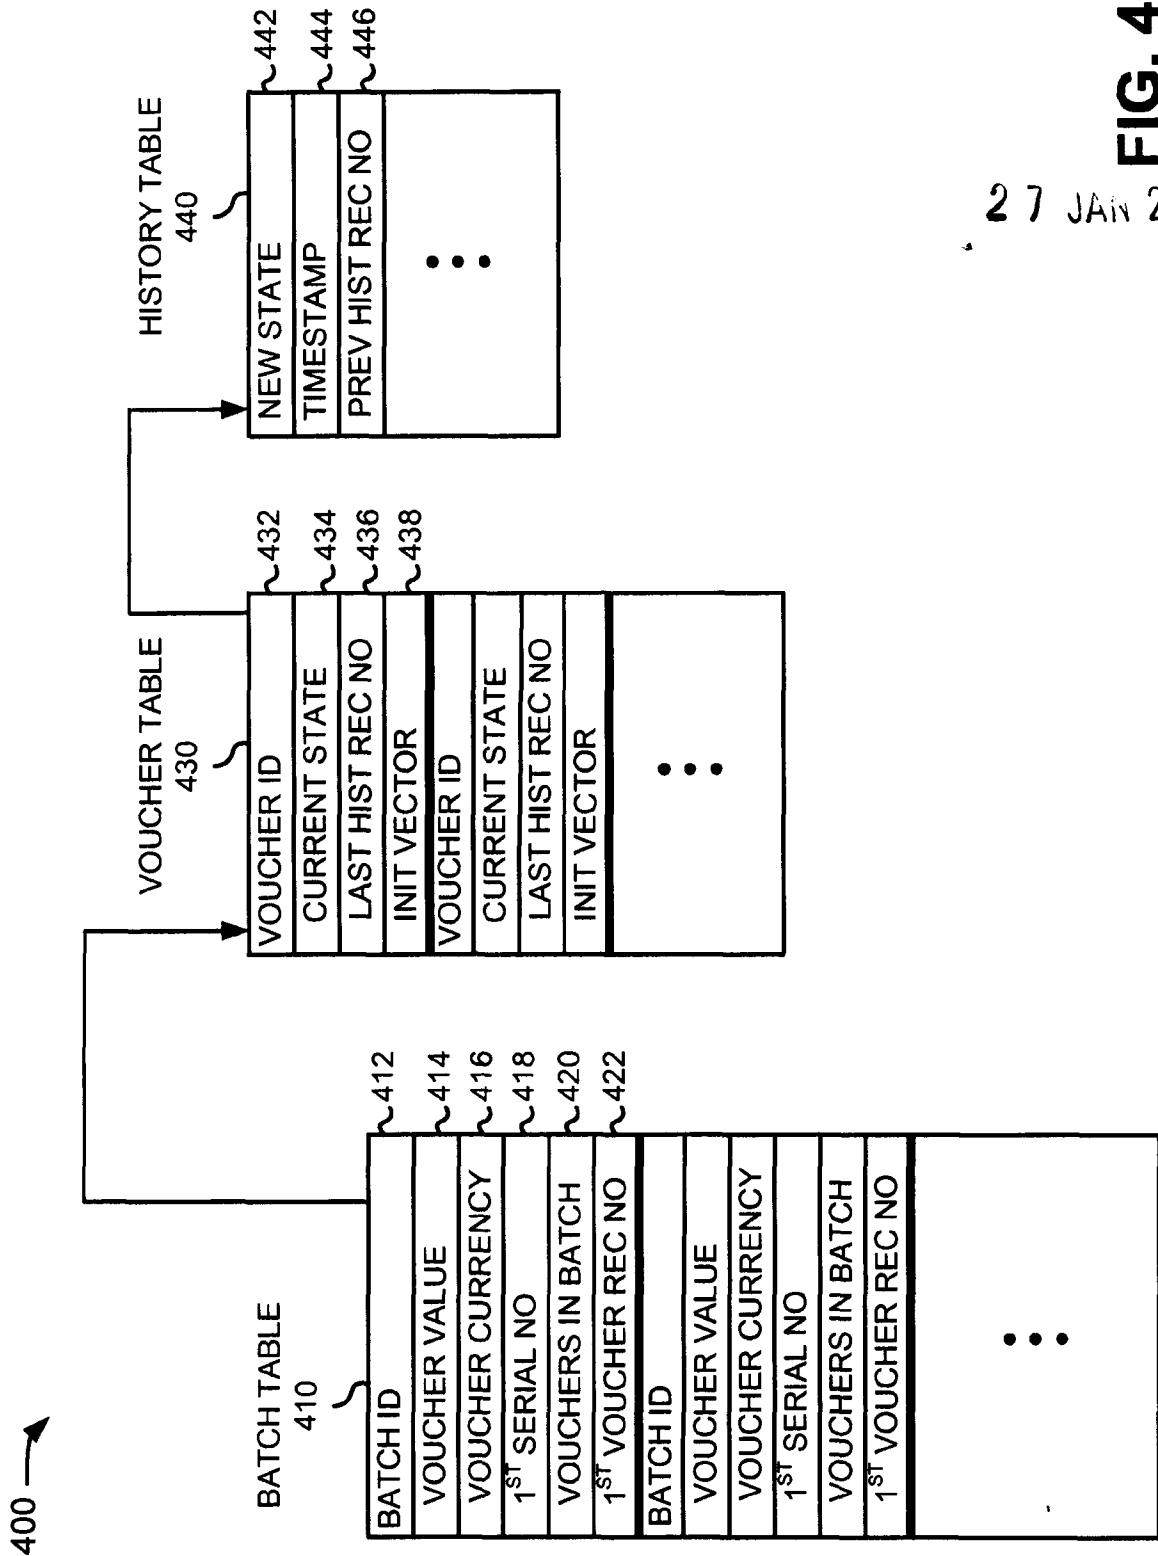 400
BATCH TABLE
410
BATCH ID
412
VOUCHER VALUE
414
VOUCHER CURRENCY
416
1ST SERIAL NO
418
VOUCHERS IN BATCH
420
1ST VOUCHER REC NO
422
BATCH ID
VOUCHER VALUE
VOUCHER CURRENCY
1ST SERIAL NO
VOUCHERS IN BATCH
1ST VOUCHER REC NO
VOUCHER TABLE
430
VOUCHER ID
432
CURRENT STATE
434
LAST HIST REC NO
436
INIT VECTOR
438
VOUCHER ID
CURRENT STATE
LAST HIST REC NO
INIT VECTOR
HISTORY TABLE
440
NEW STATE
442
TIMESTAMP
444
PREV HIST REC NO
446
27 JAN 2
FIG. 4